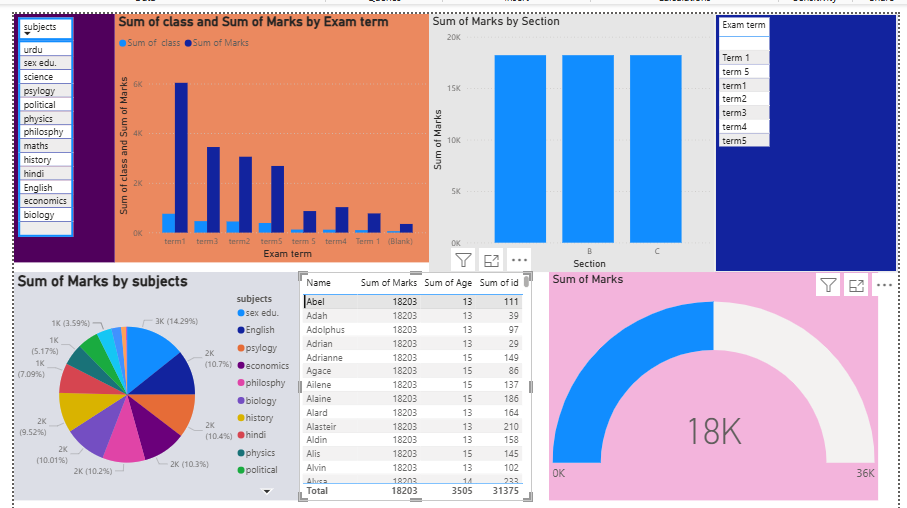 subjects
urdu
sex edu.
science
psylogy
political
physics
philosphy
maths
history
hindi
English
economics
biology
Sum of class and Sum of Marks by Exam term
Sum of class Sum of Marks
Sum of class and Sum of Marks
6K
4K
2K
0K
term1 term3 term2 term5 term 5 term4 Term 1 (Blank)
Exam term
Sum of Marks by Section
Sum of Marks
20K
15K
10K
5K
0K
B C
Section
Exam term
Term 1
term 5
term1
term2
term3
term4
term5
Sum of Marks by subjects
3K (14.29%)
2K
(10.7%)
2K
(10.4%)
2K (10.3%)
2K (10.2%)
2K
(10.01%)
2K
(9.52%)
1K
(7.09%)
1K
(5.17%)
1K (3.59%)
subjects
sex edu.
English
psylogy
economics
philosphy
biology
history
hindi
physics
political
Name Sum of Marks Sum of Age Sum of id
Abel 18203 13 111
Adah 18203 13 39
Adolphus 18203 13 97
Adrian 18203 13 29
Adrianne 18203 15 149
Agace 18203 15 86
Ailene 18203 15 137
Alaine 18203 15 186
Alard 18203 13 164
Alasteir 18203 13 210
Aldin 18203 13 158
Alis 18203 15 145
Alvin 18203 13 102
Alysa 18203 14 233
Total 18203 3505 31375
Sum of Marks
18K
0K 36K